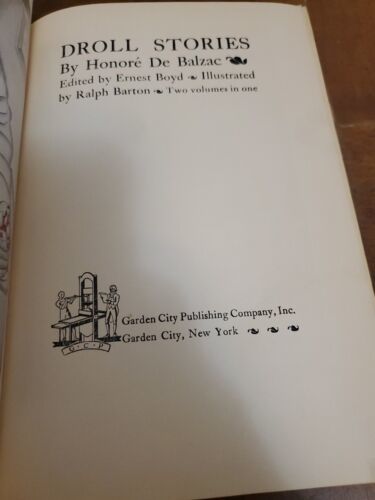 DROLL STORIES
By Honoré De Balzac
Edited by Ernest Boyd Illustrated
by Ralph Barton Two volumes in one
Garden City Publishing Company, Inc.
Garden City, New York
G · C · P